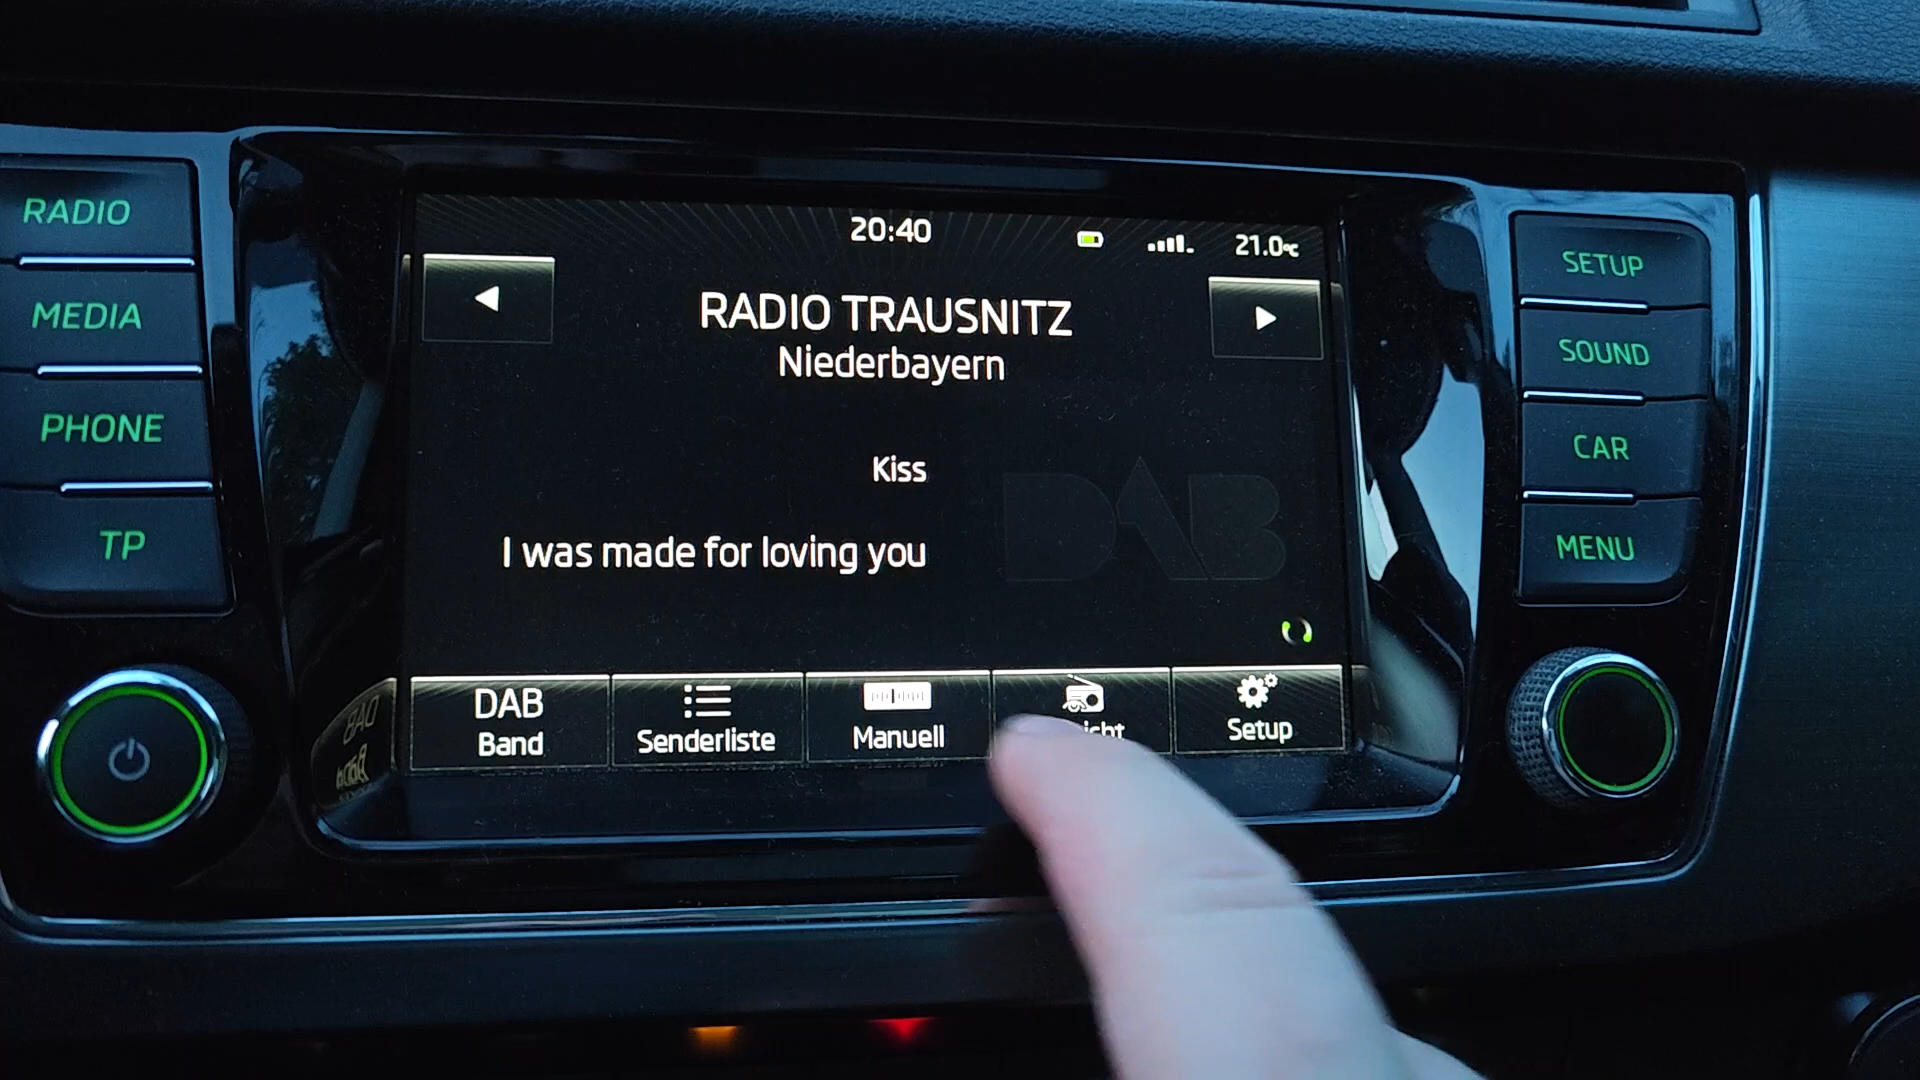 RADIO
MEDIA
PHONE
TP
20:40
21.0°C
RADIO TRAUSNITZ
Niederbayern
Kiss
I was made for loving you
DAB
DAB
Band
Senderliste
Manuell
Setup
SETUP
SOUND
CAR
MENU